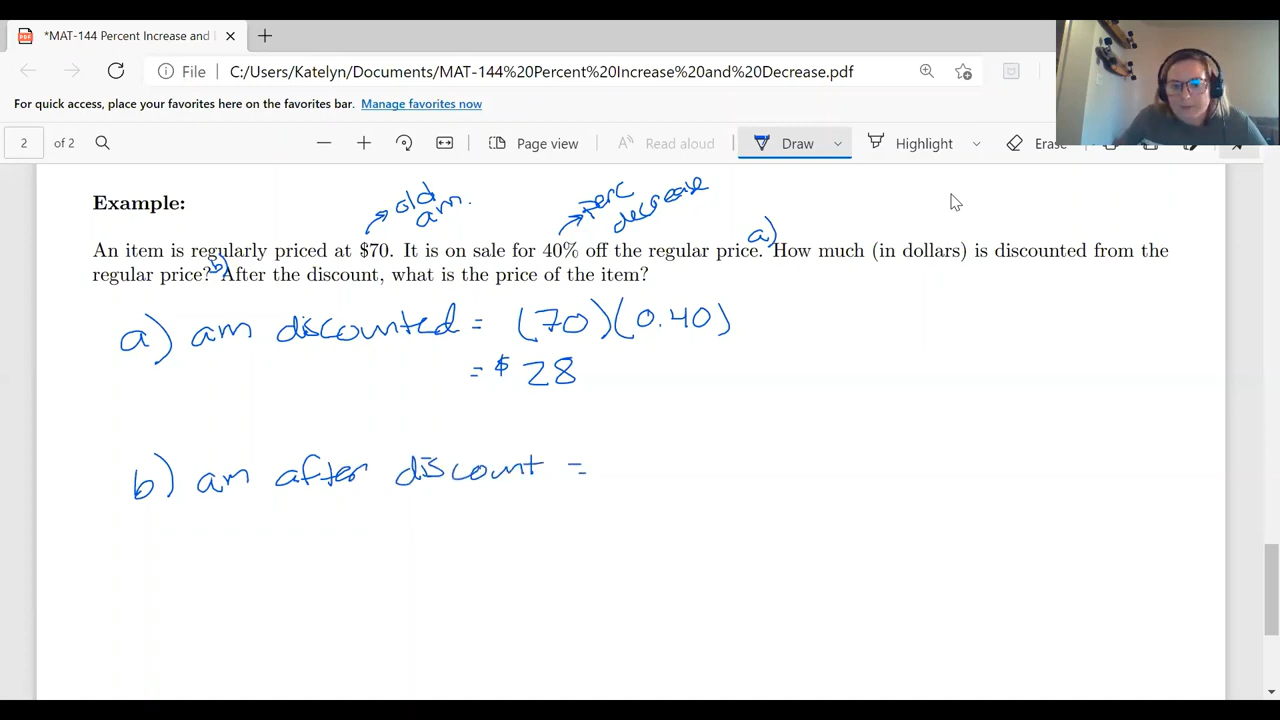 *MAT-144 Percent Increase and
File C:/Users/Katelyn/Documents/MAT-144%20Percent%20Increase%20and%20Decrease.pdf
For quick access, place your favorites here on the favorites bar. Manage favorites now
2 of 2 Page view Read aloud Draw Highlight Erase
old am.
perc decrease
Example:
a)
An item is regularly priced at $70. It is on sale for 40% off the regular price. How much (in dollars) is discounted from the
b)
regular price? After the discount, what is the price of the item?
a) am discounted = (70)(0.40)
= $28
b) am after discount =